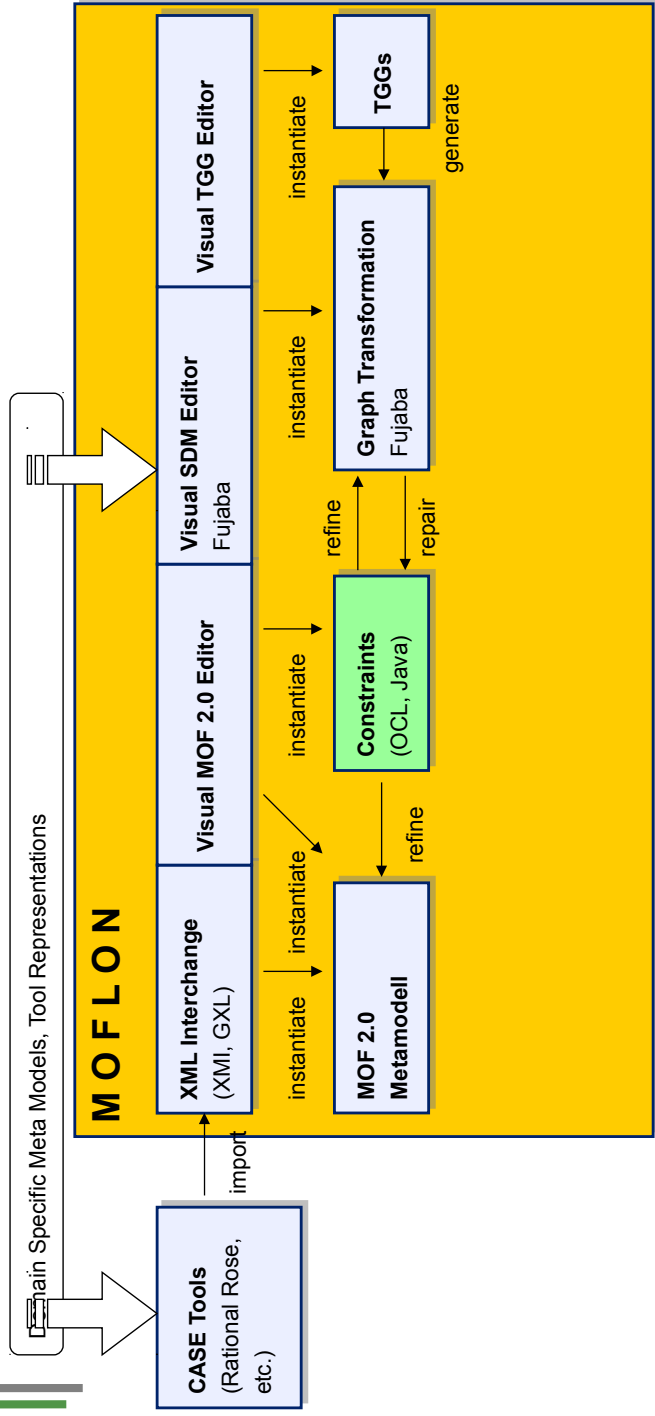 Domain Specific Meta Models, Tool Representations
MOFLON
CASE Tools
(Rational Rose,
etc.)
import
XML Interchange
(XMI, GXL)
Visual MOF 2.0 Editor
Visual SDM Editor
Fujaba
Visual TGG Editor
instantiate
instantiate
instantiate
instantiate
instantiate
MOF 2.0
Metamodell
refine
Constraints
(OCL, Java)
refine
repair
Graph Transformation
Fujaba
generate
TGGs